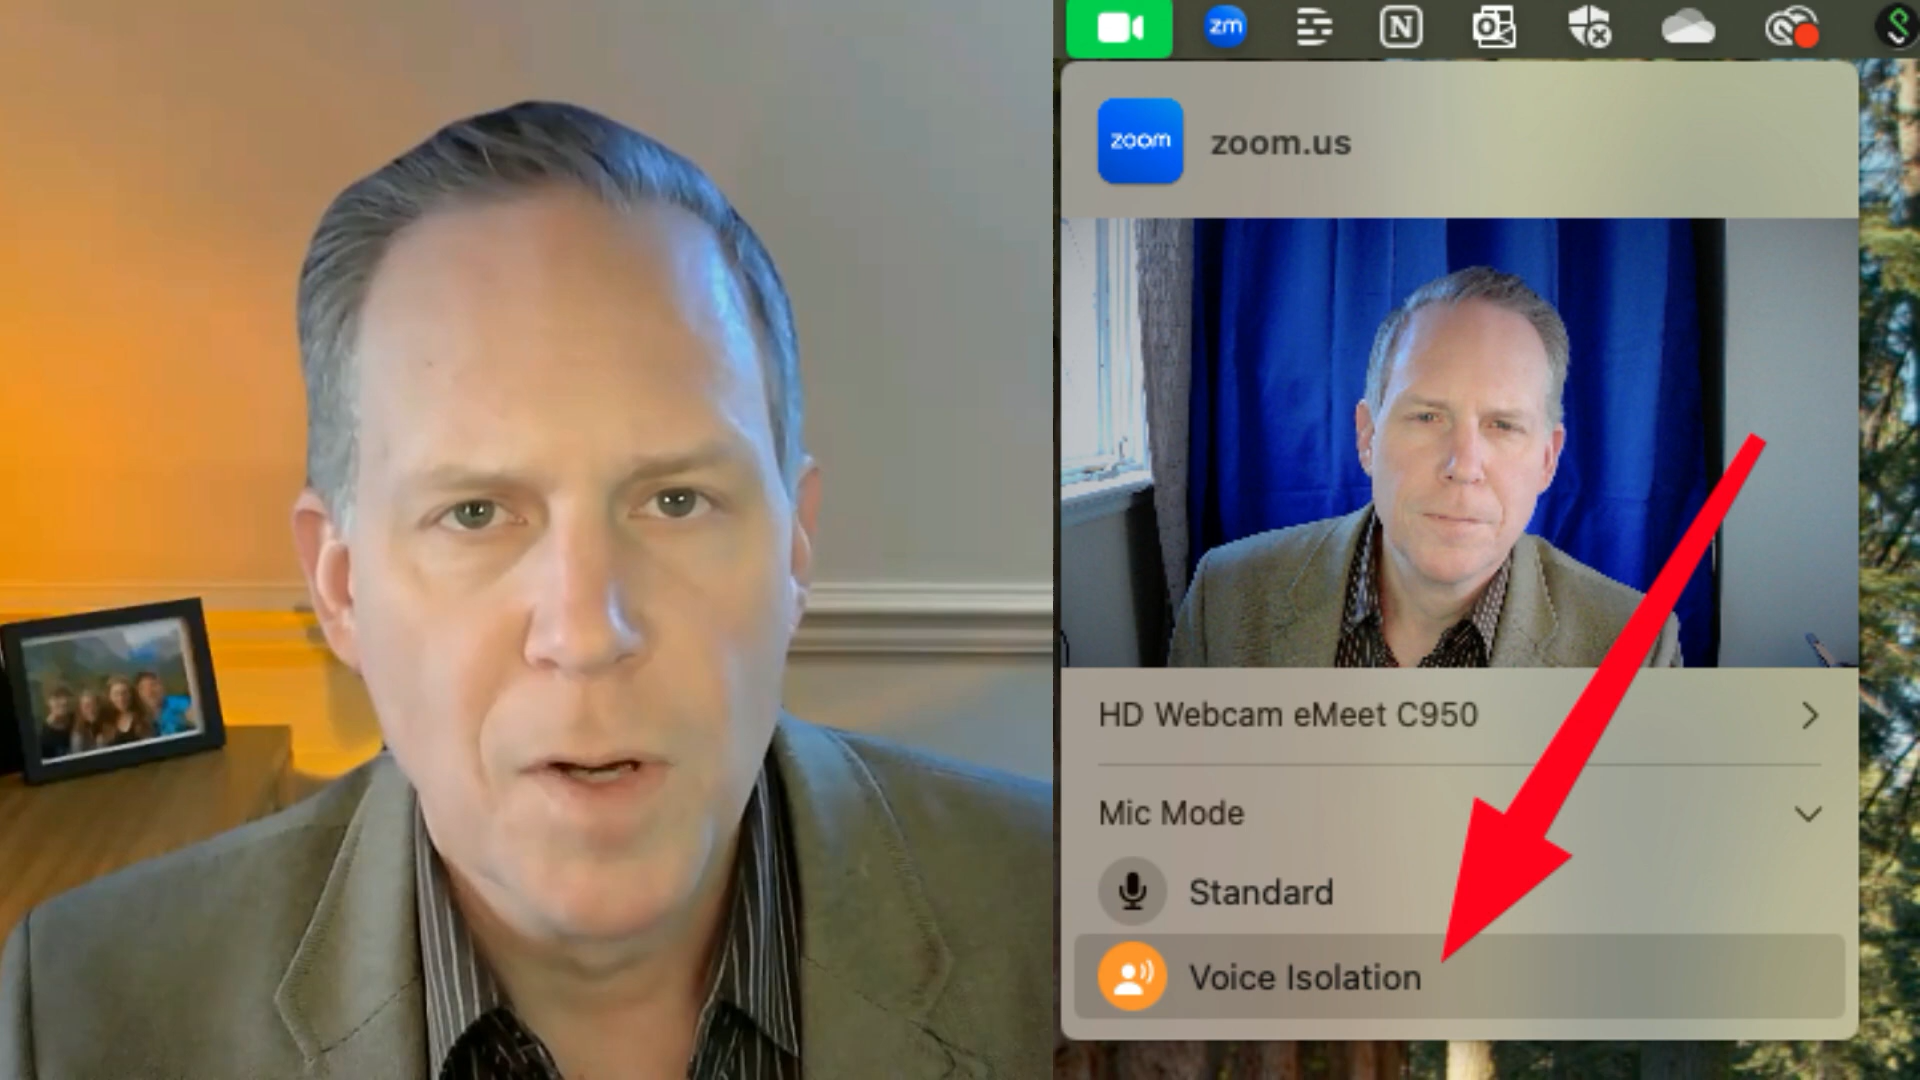 zm
N
zoom
zoom.us
HD Webcam eMeet C950
Mic Mode
Standard
Voice Isolation